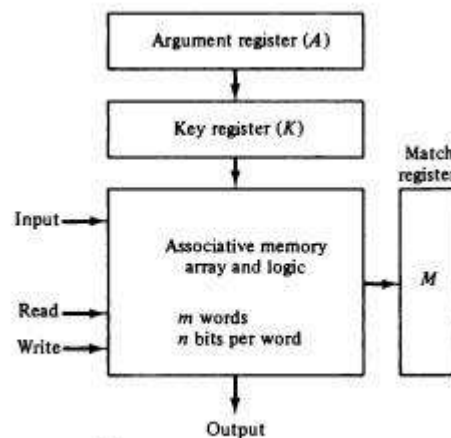 Argument register (A)
Key register (K)
Match
register
Input
Associative memory
array and logic
M
Read
m words
Write
n bits per word
Output